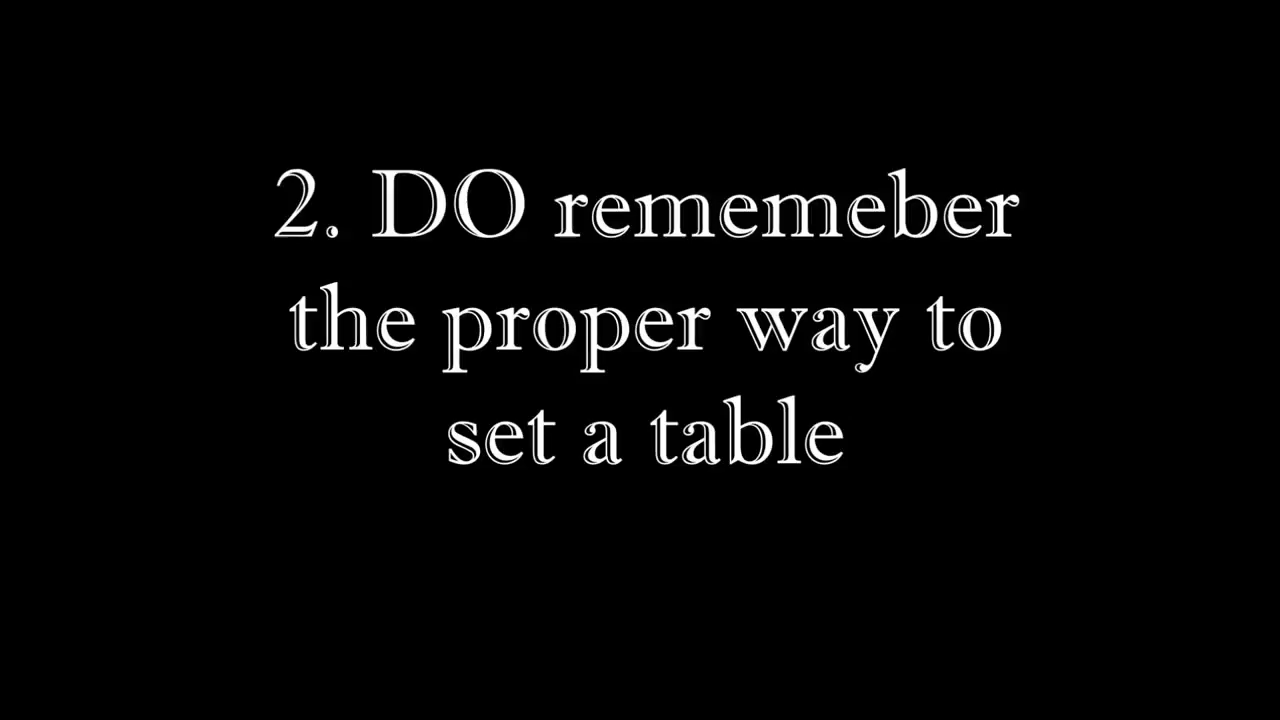 2. DO rememeber
the proper way to
set a table